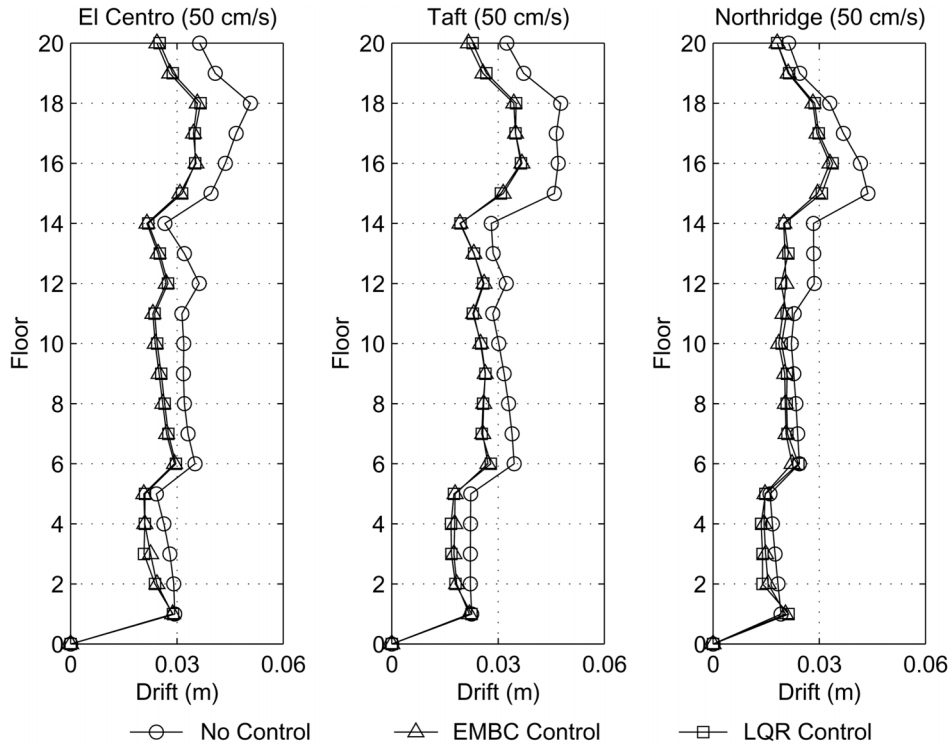 El Centro (50 cm/s) Taft (50 cm/s) Northridge (50 cm/s)
20 20 20
18 18 18
16 16 16
14 14 14
12 12 12
Floor Floor Floor
10 10 10
8 8 8
6 6 6
4 4 4
2 2 2
0 0 0
0 0.03 0.06 0 0.03 0.06 0 0.03 0.06
Drift (m) Drift (m) Drift (m)
No Control EMBC Control LQR Control